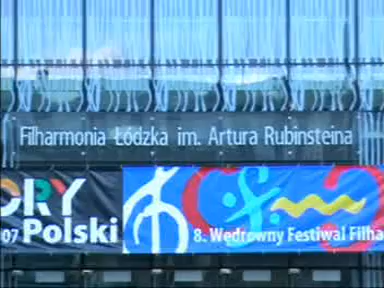 Filharmonia Łódzka im. Artura Rubinsteina
ORY
07 Polski
8. Wędrowny Festiwal Filha